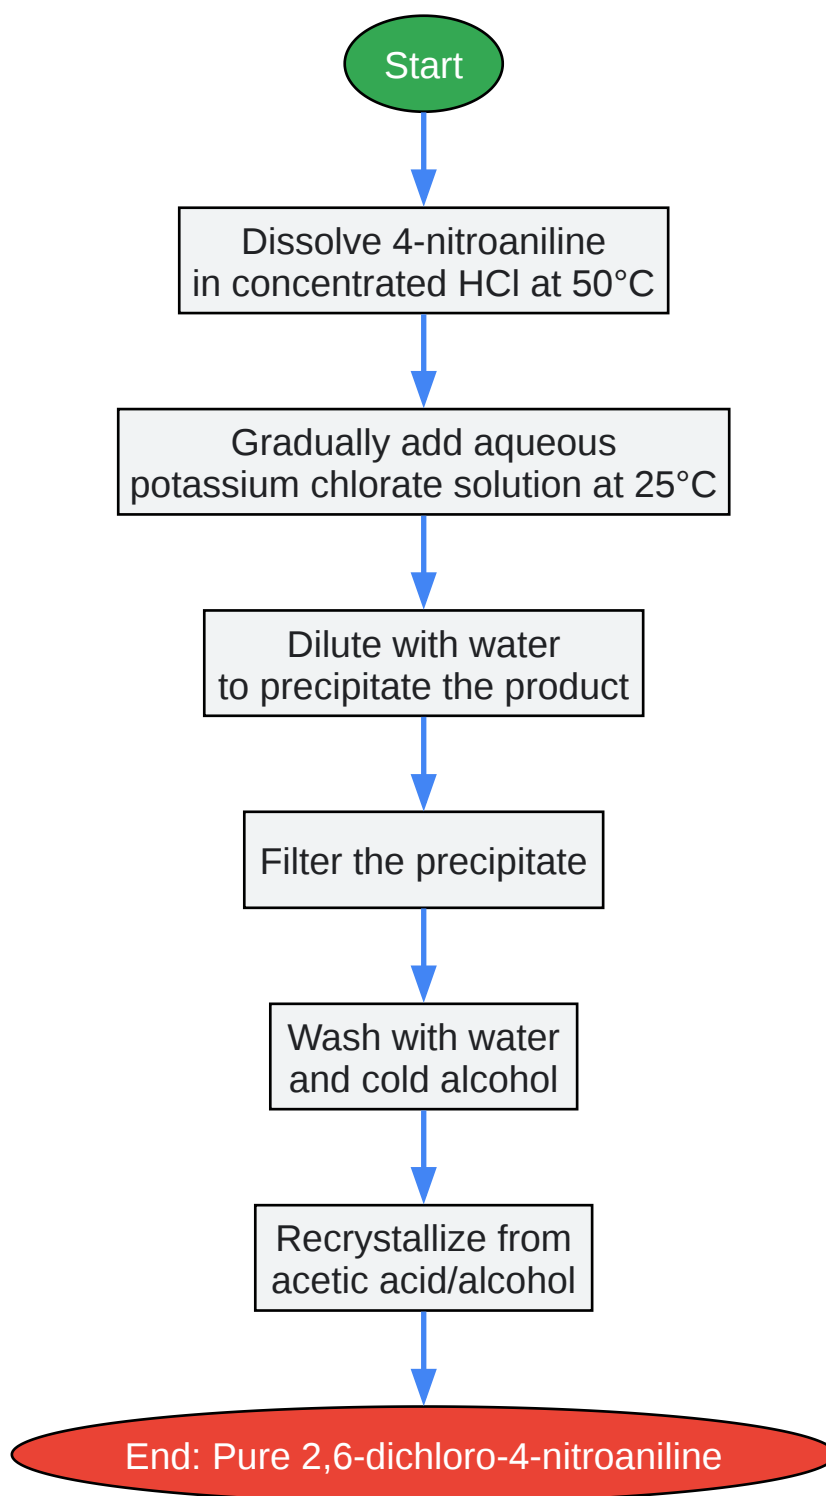 Start
Dissolve 4-nitroaniline
in concentrated HCl at 50°C
Gradually add aqueous
potassium chlorate solution at 25°C
Dilute with water
to precipitate the product
Filter the precipitate
Wash with water
and cold alcohol
Recrystallize from
acetic acid/alcohol
End: Pure 2,6-dichloro-4-nitroaniline